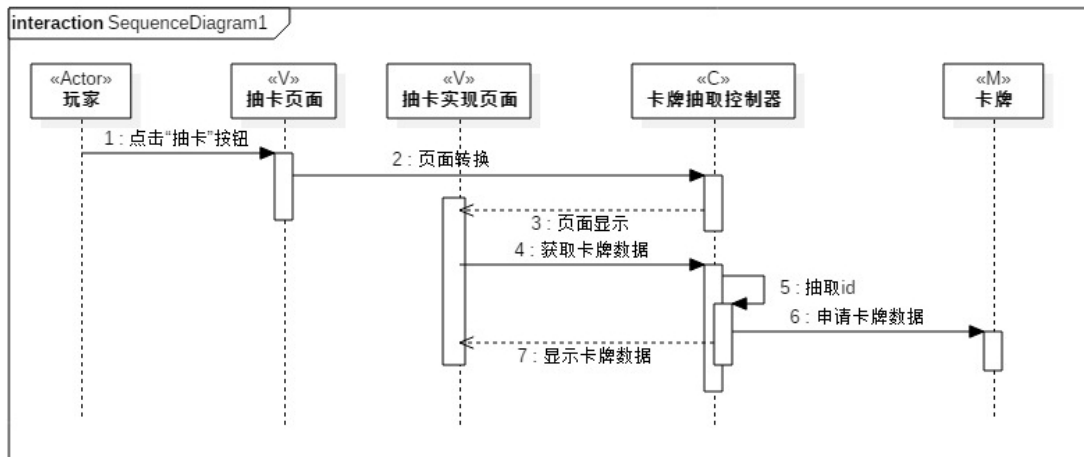 interaction SequenceDiagram1
«Actor»
玩家
«V»
抽卡页面
«V»
抽卡实现页面
«C»
卡牌抽取控制器
«M»
卡牌
1 : 点击“抽卡”按钮
2 : 页面转换
3 : 页面显示
4 : 获取卡牌数据
5 : 抽取id
6 : 申请卡牌数据
7 : 显示卡牌数据